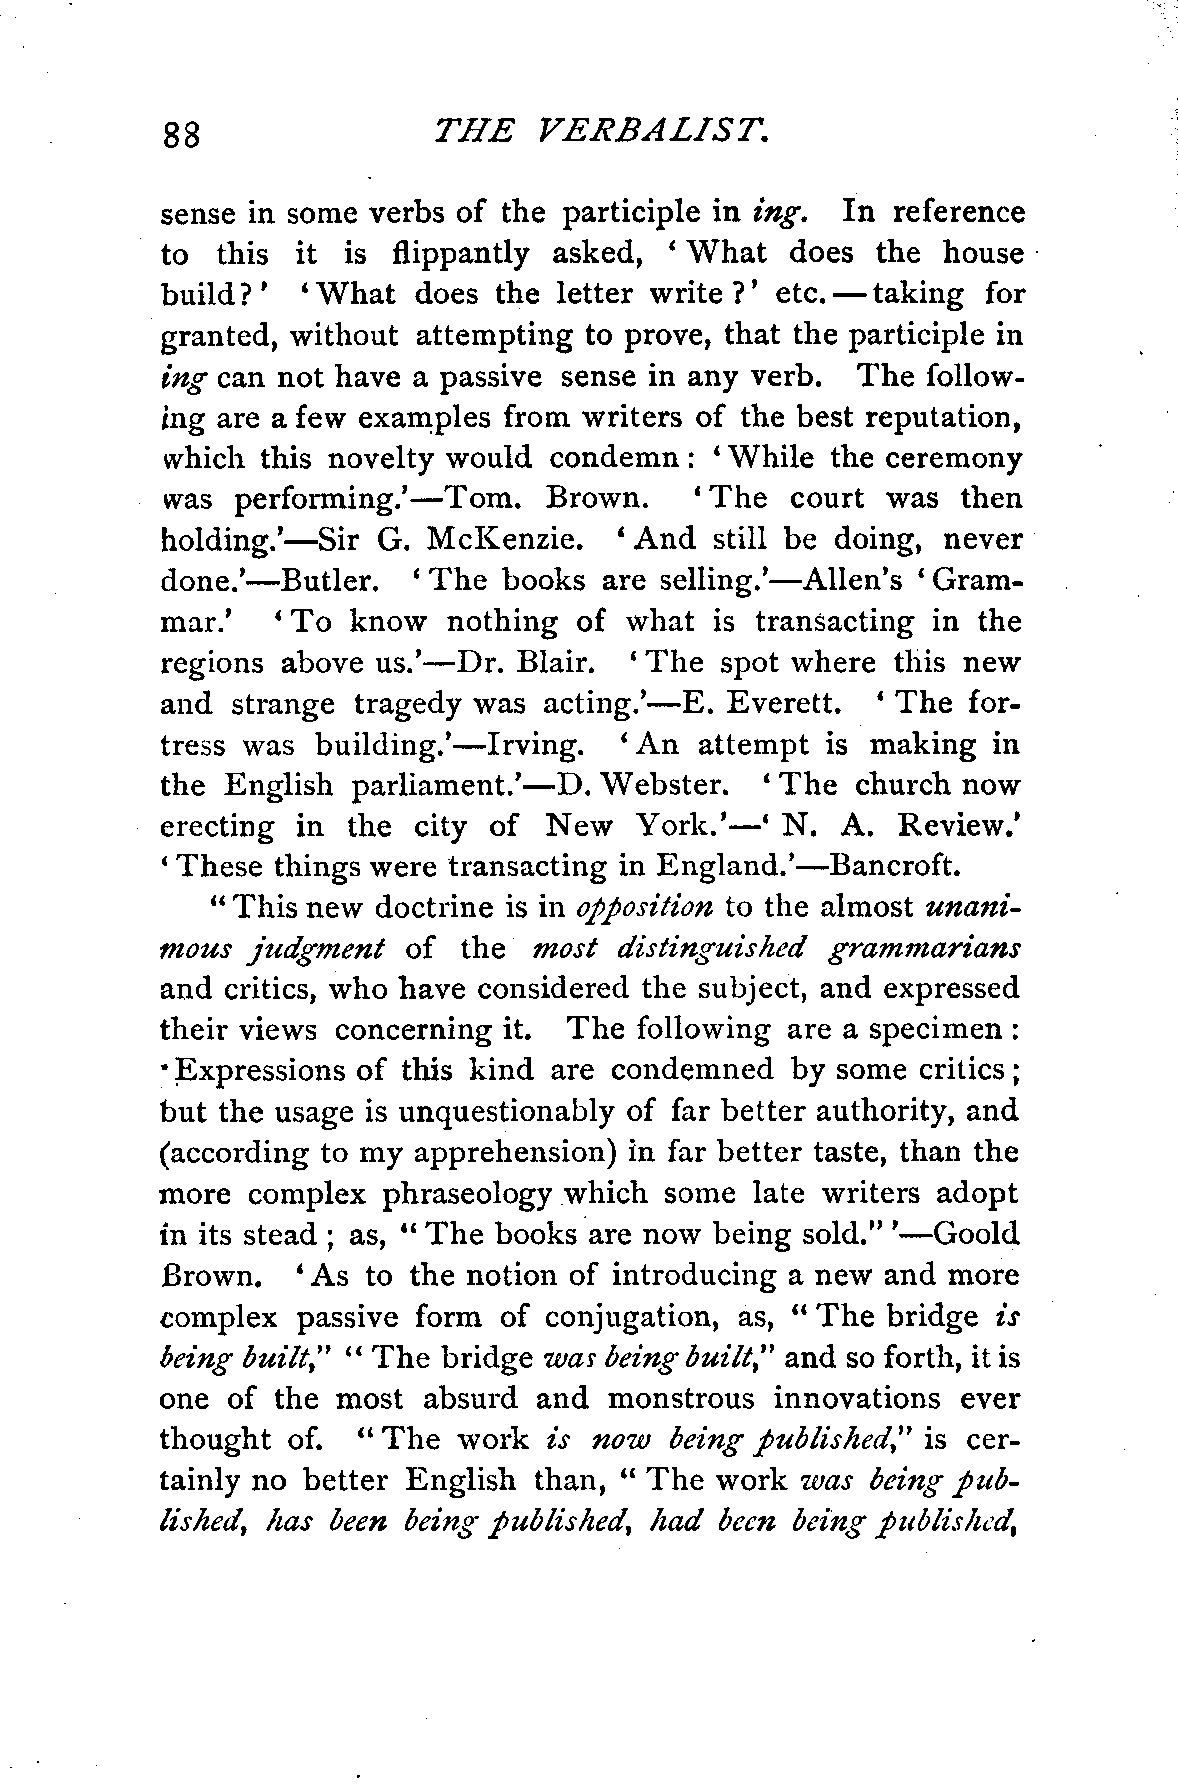 88 THE VERBALIST.
sense in some verbs of the participle in ing. In reference
to this it is flippantly asked, ‘What does the house
build?’ ‘What does the letter write?’ etc.—taking for
granted, without attempting to prove, that the participle in
ing can not have a passive sense in any verb. The follow-
ing are a few examples from writers of the best reputation,
which this novelty would condemn: ‘While the ceremony
was performing.’—Tom. Brown. ‘The court was then
holding.’—Sir G. McKenzie. ‘And still be doing, never
done.’—Butler. ‘The books are selling.’—Allen's ‘Gram-
mar.’ ‘To know nothing of what is transacting in the
regions above us.’—Dr. Blair. ‘The spot where this new
and strange tragedy was acting.’—E. Everett. ‘The for-
tress was building.’—Irving. ‘An attempt is making in
the English parliament.’—D. Webster. ‘The church now
erecting in the city of New York.’—‘N. A. Review.’
‘These things were transacting in England.’—Bancroft.
“This new doctrine is in opposition to the almost unani-
mous judgment of the most distinguished grammarians
and critics, who have considered the subject, and expressed
their views concerning it. The following are a specimen:
‘Expressions of this kind are condemned by some critics;
but the usage is unquestionably of far better authority, and
(according to my apprehension) in far better taste, than the
more complex phraseology which some late writers adopt
in its stead; as, “The books are now being sold.”’—Goold
Brown. ‘As to the notion of introducing a new and more
complex passive form of conjugation, as, “The bridge is
being built,” “The bridge was being built,” and so forth, it is
one of the most absurd and monstrous innovations ever
thought of. “The work is now being published,” is cer-
tainly no better English than, “The work was being pub-
lished, has been being published, had been being published,